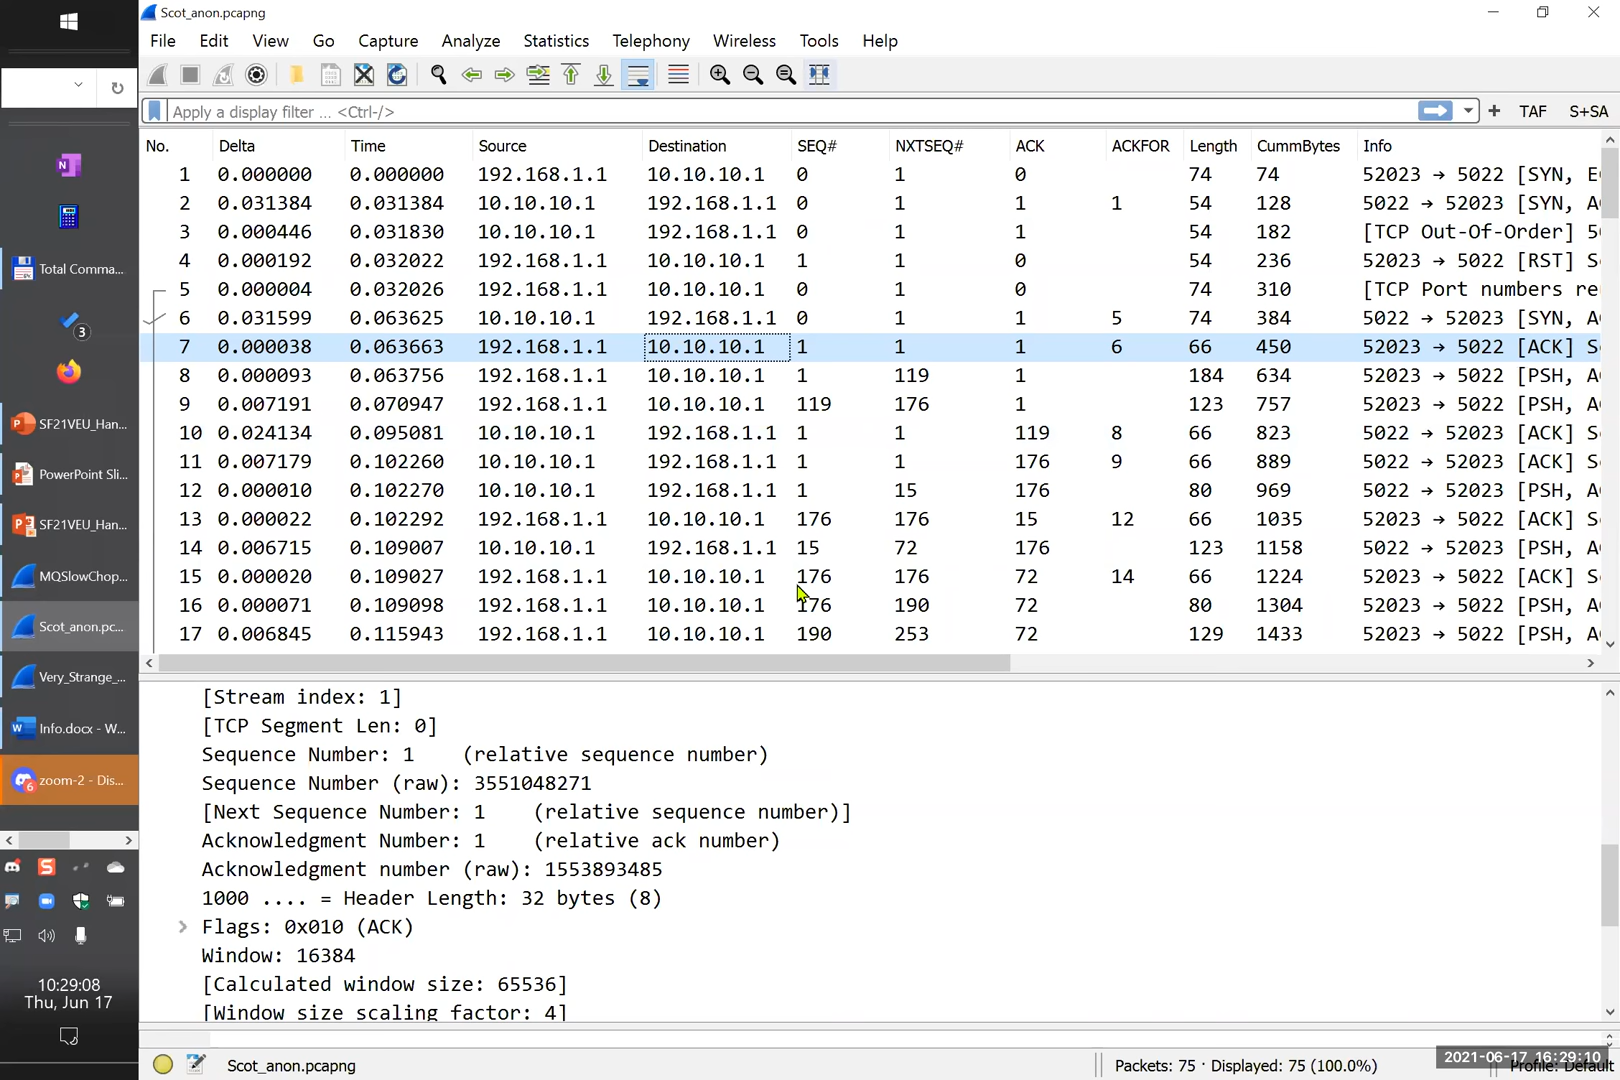 Scot_anon.pcapng
File Edit View Go Capture Analyze Statistics Telephony Wireless Tools Help
Apply a display filter … <Ctrl-/>
TAF S+SA
No. Delta Time Source Destination SEQ# NXTSEQ# ACK ACKFOR Length CummBytes Info
1 0.000000 0.000000 192.168.1.1 10.10.10.1 0 1 0 74 74 52023 → 5022 [SYN, E
2 0.031384 0.031384 10.10.10.1 192.168.1.1 0 1 1 1 54 128 5022 → 52023 [SYN, A
3 0.000446 0.031830 10.10.10.1 192.168.1.1 0 1 1 54 182 [TCP Out-Of-Order] 5
4 0.000192 0.032022 192.168.1.1 10.10.10.1 1 1 0 54 236 52023 → 5022 [RST] S
5 0.000004 0.032026 192.168.1.1 10.10.10.1 0 1 0 74 310 [TCP Port numbers re
6 0.031599 0.063625 10.10.10.1 192.168.1.1 0 1 1 5 74 384 5022 → 52023 [SYN, A
7 0.000038 0.063663 192.168.1.1 10.10.10.1 1 1 1 6 66 450 52023 → 5022 [ACK] S
8 0.000093 0.063756 192.168.1.1 10.10.10.1 1 119 1 184 634 52023 → 5022 [PSH, A
9 0.007191 0.070947 192.168.1.1 10.10.10.1 119 176 1 123 757 52023 → 5022 [PSH, A
10 0.024134 0.095081 10.10.10.1 192.168.1.1 1 1 119 8 66 823 5022 → 52023 [ACK] S
11 0.007179 0.102260 10.10.10.1 192.168.1.1 1 1 176 9 66 889 5022 → 52023 [ACK] S
12 0.000010 0.102270 10.10.10.1 192.168.1.1 1 15 176 80 969 5022 → 52023 [PSH, A
13 0.000022 0.102292 192.168.1.1 10.10.10.1 176 176 15 12 66 1035 52023 → 5022 [ACK] S
14 0.006715 0.109007 10.10.10.1 192.168.1.1 15 72 176 123 1158 5022 → 52023 [PSH, A
15 0.000020 0.109027 192.168.1.1 10.10.10.1 176 176 72 14 66 1224 52023 → 5022 [ACK] S
16 0.000071 0.109098 192.168.1.1 10.10.10.1 176 190 72 80 1304 52023 → 5022 [PSH, A
17 0.006845 0.115943 192.168.1.1 10.10.10.1 190 253 72 129 1433 52023 → 5022 [PSH, A
[Stream index: 1]
[TCP Segment Len: 0]
Sequence Number: 1 (relative sequence number)
Sequence Number (raw): 3551048271
[Next Sequence Number: 1 (relative sequence number)]
Acknowledgment Number: 1 (relative ack number)
Acknowledgment number (raw): 1553893485
1000 .... = Header Length: 32 bytes (8)
Flags: 0x010 (ACK)
Window: 16384
[Calculated window size: 65536]
[Window size scaling factor: 4]
Scot_anon.pcapng
Packets: 75 · Displayed: 75 (100.0%)
Profile: Default
2021-06-17 16:29:10
Total Comma...
3
SF21VEU_Han...
PowerPoint Sli...
SF21VEU_Han...
MQSlowChop...
Scot_anon.pc...
Very_Strange_...
Info.docx - W...
zoom-2 - Dis...
6
10:29:08
Thu, Jun 17